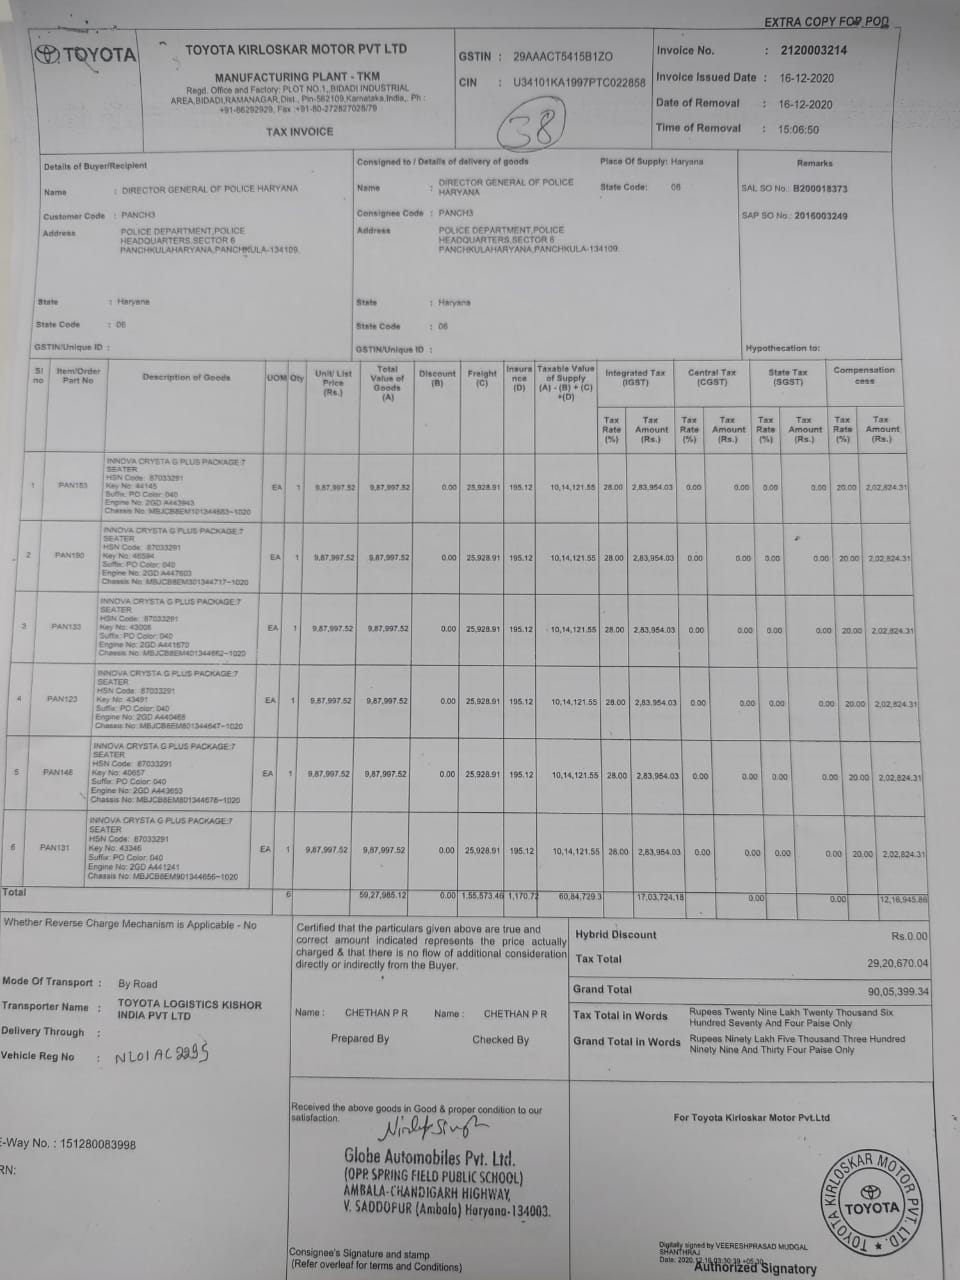 EXTRA COPY FOR POD
TOYOTA
TOYOTA KIRLOSKAR MOTOR PVT LTD
MANUFACTURING PLANT - TKM
Regd. Office and Factory: PLOT NO.1, BIDADI INDUSTRIAL
AREA,BIDADI,RAMANAGAR,Dist., Pin-562109,Karnataka,India., Ph :
+91-66292929, Fax :+91-80-272827028/79
TAX INVOICE
GSTIN : 29AAACT5415B1ZO
CIN : U34101KA1997PTC022858
38
Invoice No. : 2120003214
Invoice Issued Date : 16-12-2020
Date of Removal : 16-12-2020
Time of Removal : 15:06:50
Details of Buyer/Recipient
Name : DIRECTOR GENERAL OF POLICE HARYANA
Customer Code : PANCH3
Address POLICE DEPARTMENT,POLICE
HEADQUARTERS,SECTOR 6
PANCHKULAHARYANA,PANCHKULA-134109.
State : Haryana
State Code : 06
GSTIN/Unique ID :
Consigned to / Details of delivery of goods
Name : DIRECTOR GENERAL OF POLICE
HARYANA
Consignee Code : PANCH3
Address POLICE DEPARTMENT,POLICE
HEADQUARTERS,SECTOR 6
PANCHKULAHARYANA,PANCHKULA-134109.
State : Haryana
State Code : 06
GSTIN/Unique ID :
Place Of Supply: Haryana
State Code: 06
Remarks
SAL SO No.: B200018373
SAP SO No.: 2016003249
Hypothecation to:
Sl no Item/Order Part No Description of Goods UOM Qty Unit/ List Price (Rs.) Total Value of Goods (A) Discount (B) Freight (C) Insurance (D) Taxable Value of Supply (A) - (B) + (C) +(D) Integrated Tax (IGST) Central Tax (CGST) State Tax (SGST) Compensation cess
Tax Rate (%) Tax Amount (Rs.) Tax Rate (%) Tax Amount (Rs.) Tax Rate (%) Tax Amount (Rs.) Tax Rate (%) Tax Amount (Rs.)
INNOVA CRYSTA G PLUS PACKAGE:7
SEATER
HSN Code: 87033291
Key No: 44145
Suffix: PO Color: 040
Engine No: 2GD A443943
Chassis No: MBJCB8EM101344683-1020
1 PAN183 EA 1 9,87,997.52 9,87,997.52 0.00 25,928.91 195.12 10,14,121.55 28.00 2,83,954.03 0.00 0.00 0.00 0.00 20.00 2,02,824.31
INNOVA CRYSTA G PLUS PACKAGE:7
SEATER
HSN Code: 87033291
Key No: 46594
Suffix: PO Color: 040
Engine No: 2GD A447603
Chassis No: MBJCB8EM301344717-1020
2 PAN190 EA 1 9,87,997.52 9,87,997.52 0.00 25,928.91 195.12 10,14,121.55 28.00 2,83,954.03 0.00 0.00 0.00 0.00 20.00 2,02,824.31
INNOVA CRYSTA G PLUS PACKAGE:7
SEATER
HSN Code: 87033291
Key No: 43008
Suffix: PO Color :040
Engine No: 2GD A441670
Chassis No: MBJCB8EM401344662-1020
3 PAN133 EA 1 9,87,997.52 9,87,997.52 0.00 25,928.91 195.12 10,14,121.55 28.00 2,83,954.03 0.00 0.00 0.00 0.00 20.00 2,02,824.31
INNOVA CRYSTA G PLUS PACKAGE:7
SEATER
HSN Code: 87033291
Key No: 43491
Suffix: PO Color: 040
Engine No: 2GD A440468
Chassis No: MBJCB8EM801344647-1020
4 PAN123 EA 1 9,87,997.52 9,87,997.52 0.00 25,928.91 195.12 10,14,121.55 28.00 2,83,954.03 0.00 0.00 0.00 0.00 20.00 2,02,824.31
INNOVA CRYSTA G PLUS PACKAGE:7
SEATER
HSN Code: 87033291
Key No: 40657
Suffix: PO Color: 040
Engine No: 2GD A443653
Chassis No: MBJCB8EM801344678-1020
5 PAN148 EA 1 9,87,997.52 9,87,997.52 0.00 25,928.91 195.12 10,14,121.55 28.00 2,83,954.03 0.00 0.00 0.00 0.00 20.00 2,02,824.31
INNOVA CRYSTA G PLUS PACKAGE:7
SEATER
HSN Code: 87033291
Key No: 43346
Suffix: PO Color: 040
Engine No: 2GD A441241
Chassis No: MBJCB8EM901344656-1020
6 PAN131 EA 1 9,87,997.52 9,87,997.52 0.00 25,928.91 195.12 10,14,121.55 28.00 2,83,954.03 0.00 0.00 0.00 0.00 20.00 2,02,824.31
Total 6 59,27,985.12 0.00 1,55,573.46 1,170.72 60,84,729.3 17,03,724.18 0.00 0.00 12,16,945.86
Whether Reverse Charge Mechanism is Applicable - No
Mode Of Transport : By Road
Transporter Name : TOYOTA LOGISTICS KISHOR
INDIA PVT LTD
Delivery Through :
Vehicle Reg No : NL01AC2295
E-Way No. : 151280083998
RN:
Certified that the particulars given above are true and
correct amount indicated represents the price actually
charged & that there is no flow of additional consideration
directly or indirectly from the Buyer.
Name : CHETHAN P R Name : CHETHAN P R
Prepared By Checked By
Hybrid Discount Rs.0.00
Tax Total 29,20,670.04
Grand Total 90,05,399.34
Tax Total in Words Rupees Twenty Nine Lakh Twenty Thousand Six
Hundred Seventy And Four Paise Only
Grand Total in Words Rupees Ninety Lakh Five Thousand Three Hundred
Ninety Nine And Thirty Four Paise Only
Received the above goods in Good & proper condition to our
satisfaction.
Globe Automobiles Pvt. Ltd.
(OPP. SPRING FIELD PUBLIC SCHOOL)
AMBALA-CHANDIGARH HIGHWAY,
V. SADDOPUR (Ambala) Haryana-134003.
Consignee's Signature and stamp
(Refer overleaf for terms and Conditions)
For Toyota Kirloskar Motor Pvt.Ltd
TOYOTA KIRLOSKAR MOTOR PVT. LTD.
TOYOTA
Digitally signed by VEERESHPRASAD MUDGAL
SHANTHRAJ
Authorized Signatory